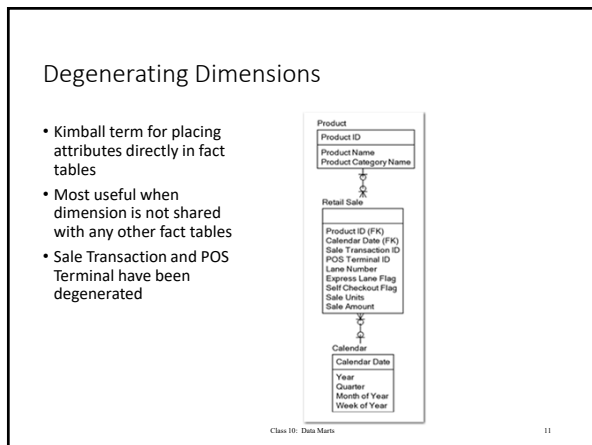 Degenerating Dimensions
• Kimball term for placing
attributes directly in fact
tables
• Most useful when
dimension is not shared
with any other fact tables
• Sale Transaction and POS
Terminal have been
degenerated
Product
Product ID
Product Name
Product Category Name
Retail Sale
Product ID (FK)
Calendar Date (FK)
Sale Transaction ID
POS Terminal ID
Lane Number
Express Lane Flag
Self Checkout Flag
Sale Units
Sale Amount
Calendar
Calendar Date
Year
Quarter
Month of Year
Week of Year
Class 10: Data Marts
11